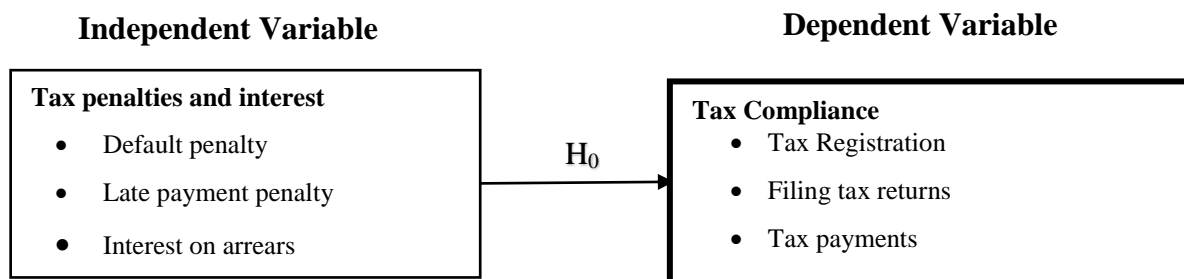 Independent Variable
Dependent Variable
Tax penalties and interest
• Default penalty
• Late payment penalty
• Interest on arrears
H₀
Tax Compliance
• Tax Registration
• Filing tax returns
• Tax payments